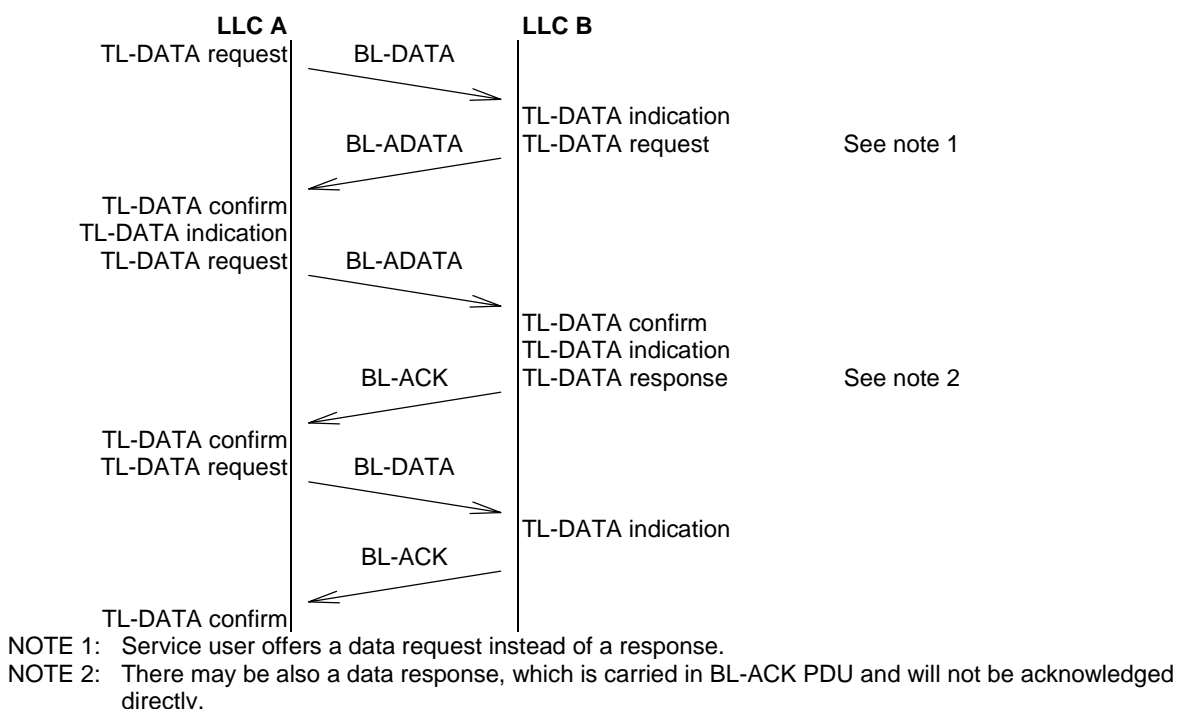 LLC A LLC B
TL-DATA request BL-DATA
TL-DATA indication
BL-ADATA TL-DATA request See note 1
TL-DATA confirm
TL-DATA indication
TL-DATA request BL-ADATA
TL-DATA confirm
TL-DATA indication
BL-ACK TL-DATA response See note 2
TL-DATA confirm
TL-DATA request BL-DATA
TL-DATA indication
BL-ACK
TL-DATA confirm
NOTE 1: Service user offers a data request instead of a response.
NOTE 2: There may be also a data response, which is carried in BL-ACK PDU and will not be acknowledged
directly.